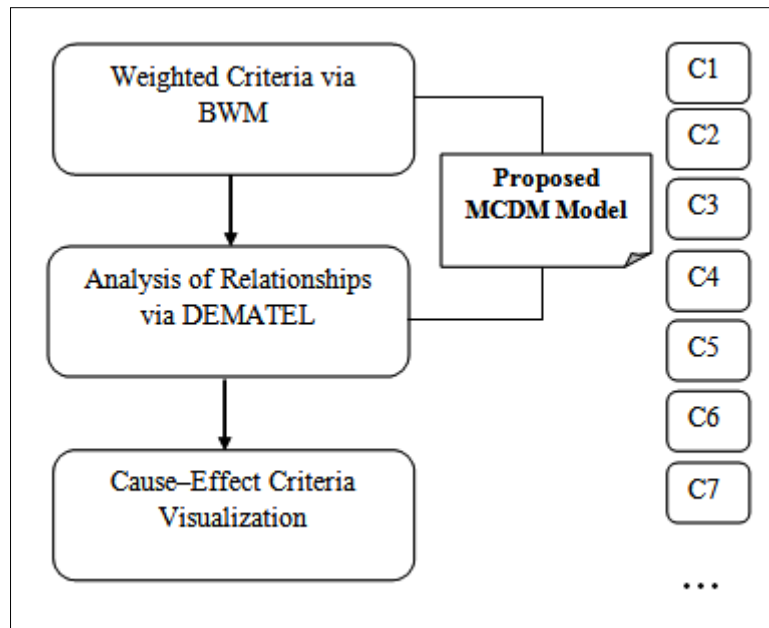 Weighted Criteria via
BWM
Analysis of Relationships
via DEMATEL
Cause–Effect Criteria
Visualization
Proposed
MCDM Model
C1
C2
C3
C4
C5
C6
C7
...